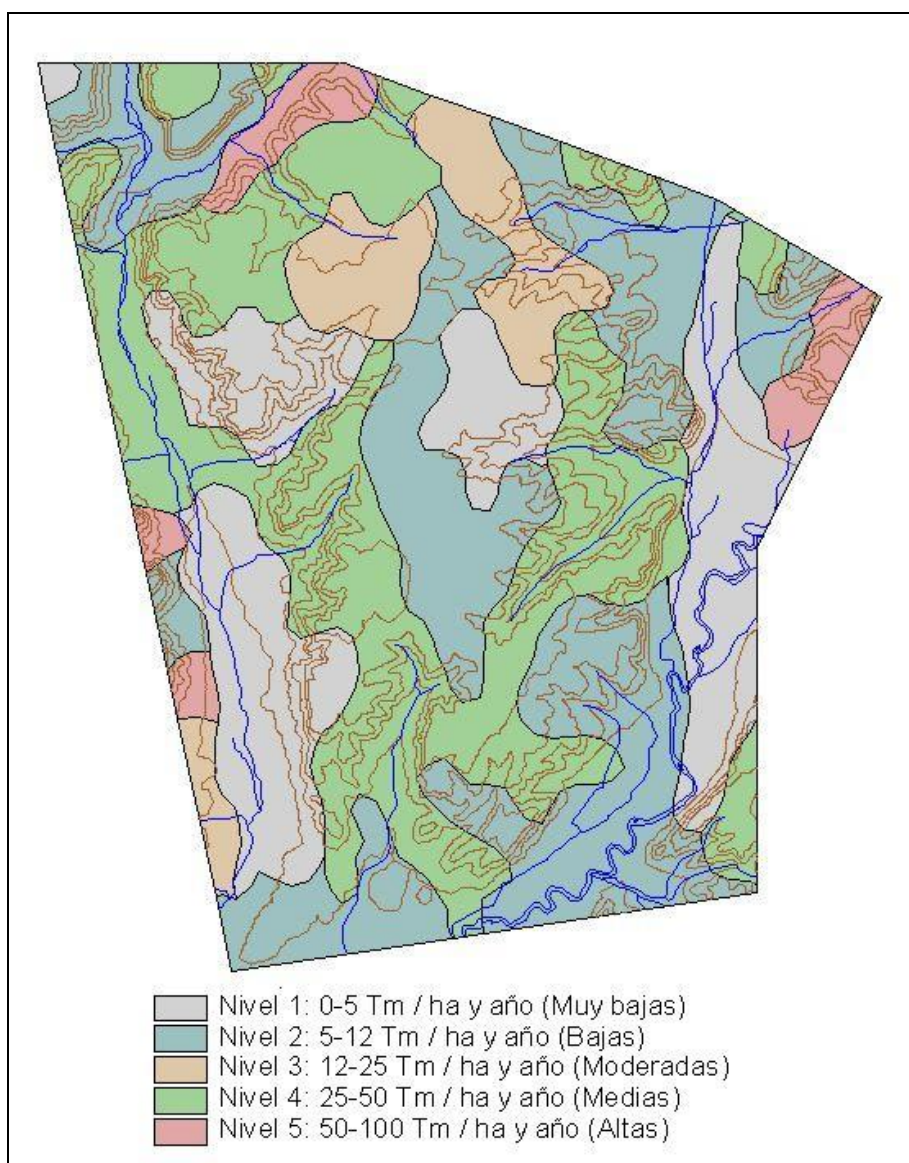 Nivel 1: 0-5 Tm / ha y año (Muy bajas)
Nivel 2: 5-12 Tm / ha y año (Bajas)
Nivel 3: 12-25 Tm / ha y año (Moderadas)
Nivel 4: 25-50 Tm / ha y año (Medias)
Nivel 5: 50-100 Tm / ha y año (Altas)